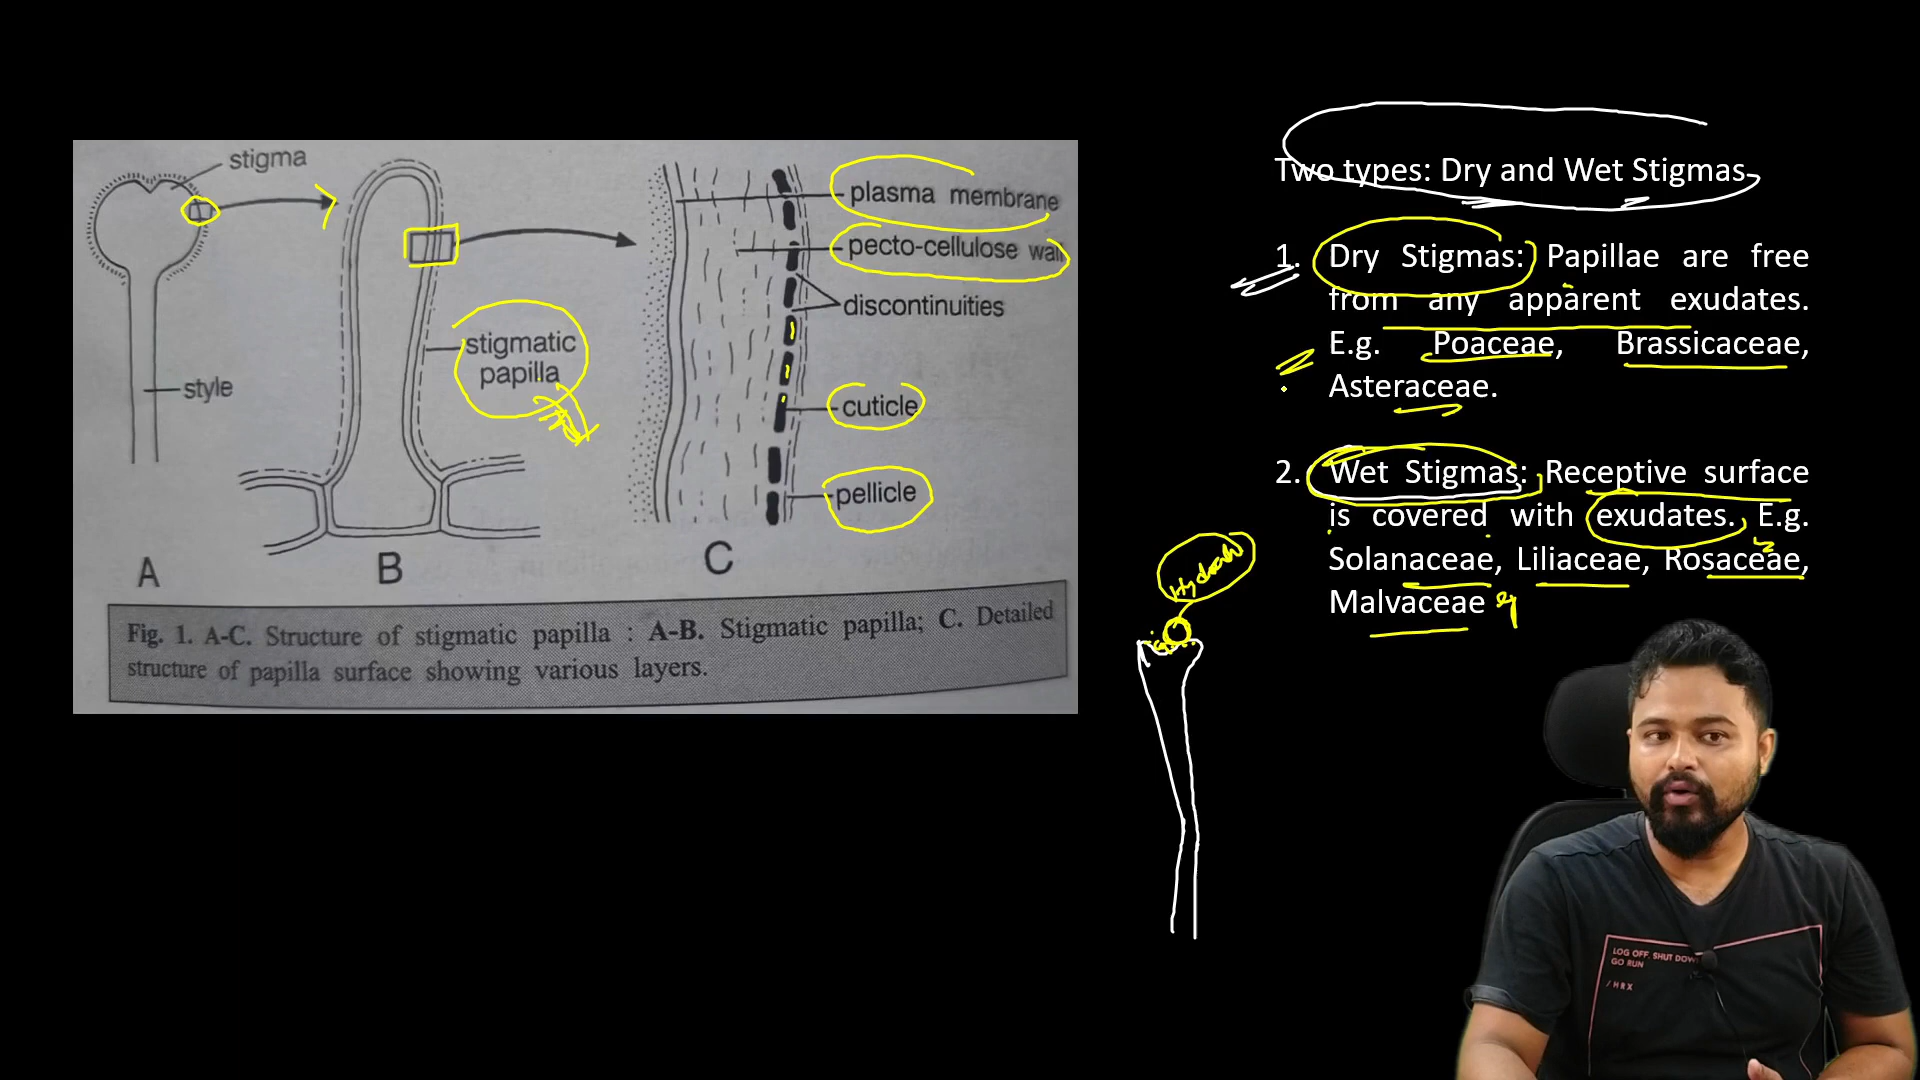 stigma
style
A
stigmatic
papilla
B
plasma membrane
pecto-cellulose wall
discontinuities
cuticle
pellicle
C
Fig. 1. A-C. Structure of stigmatic papilla : A-B. Stigmatic papilla; C. Detailed
structure of papilla surface showing various layers.
Two types: Dry and Wet Stigmas
1. Dry Stigmas: Papillae are free
from any apparent exudates.
E.g. Poaceae, Brassicaceae,
Asteraceae.
2. Wet Stigmas: Receptive surface
is covered with exudates. E.g.
Solanaceae, Liliaceae, Rosaceae,
Malvaceae
LOG OFF, SHUT DOWN
GO RUN
/HRX